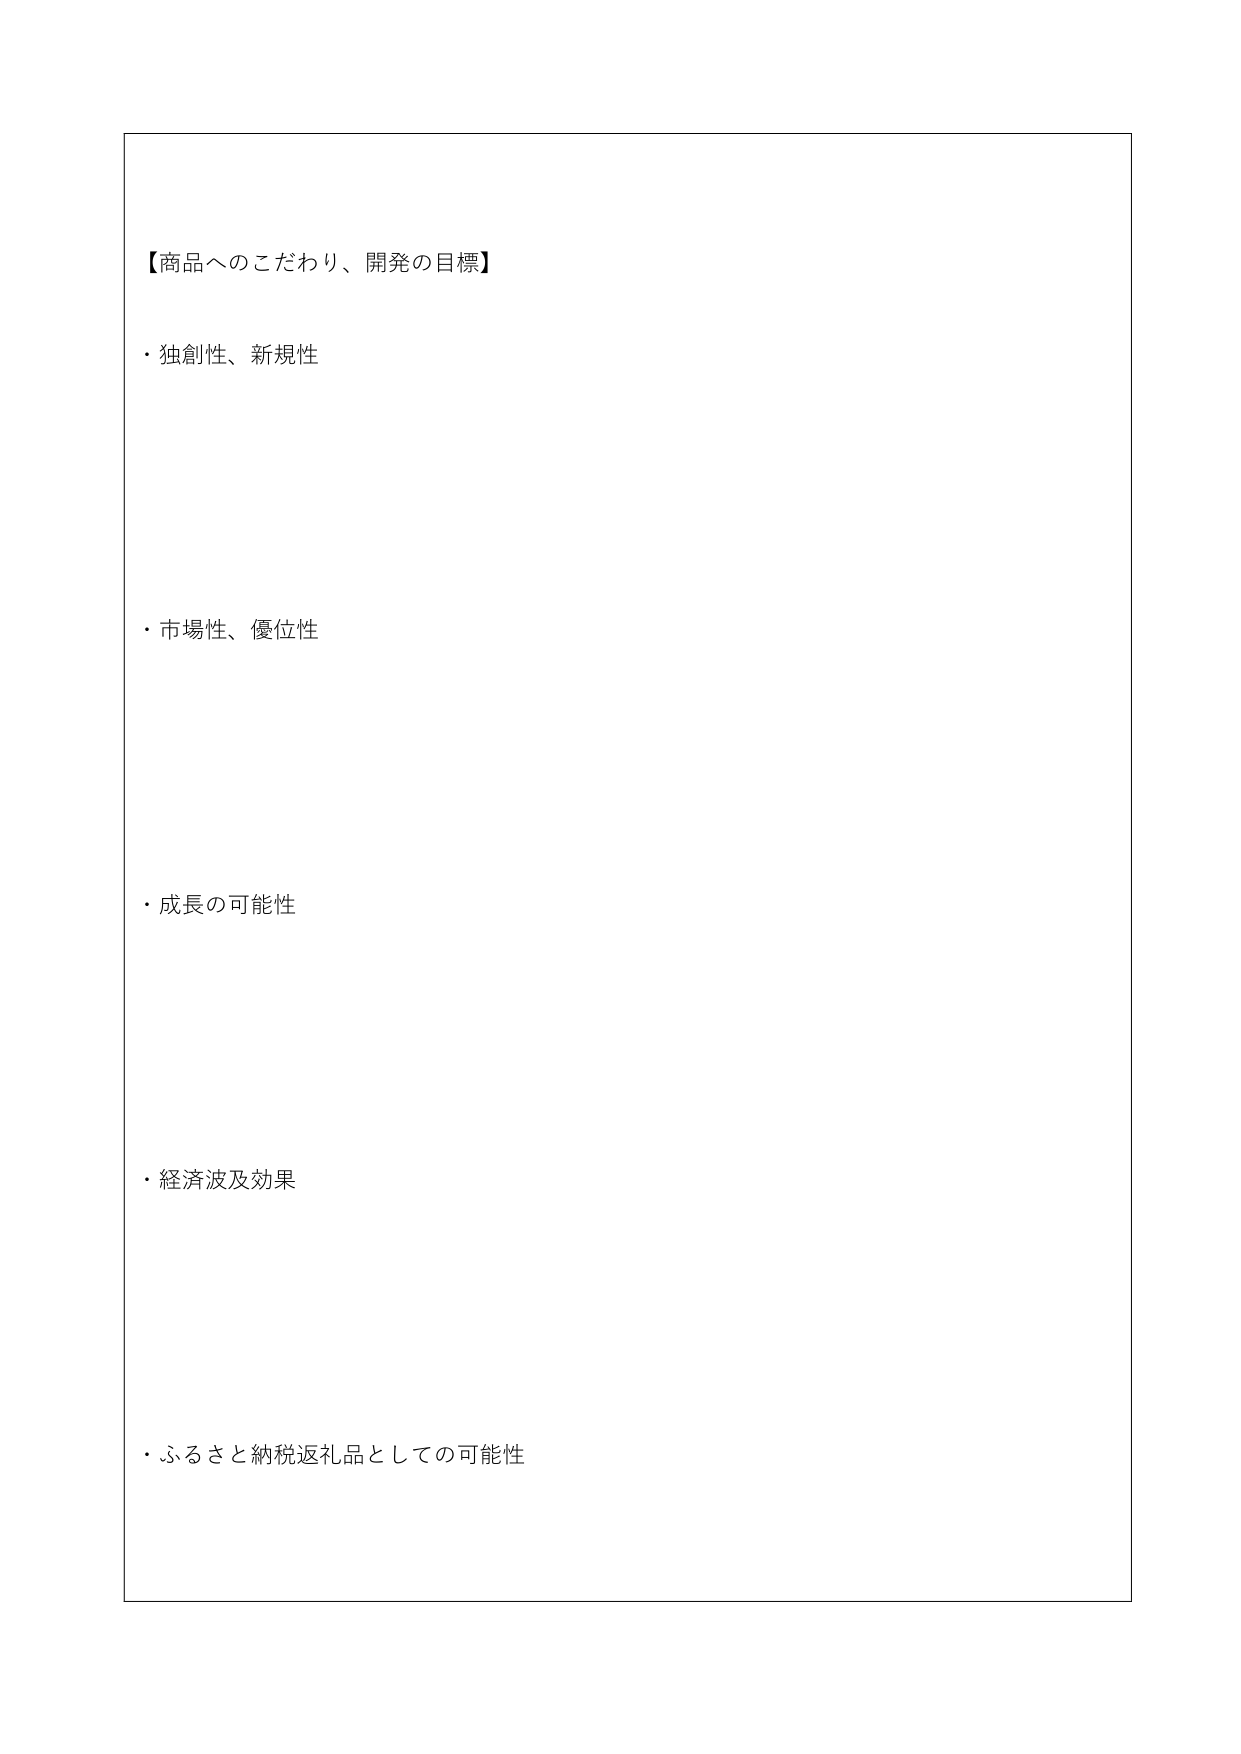 【商品へのこだわり、開発の目標】
・独創性、新規性
・市場性、優位性
・成長の可能性
・経済波及効果
・ふるさと納税返礼品としての可能性